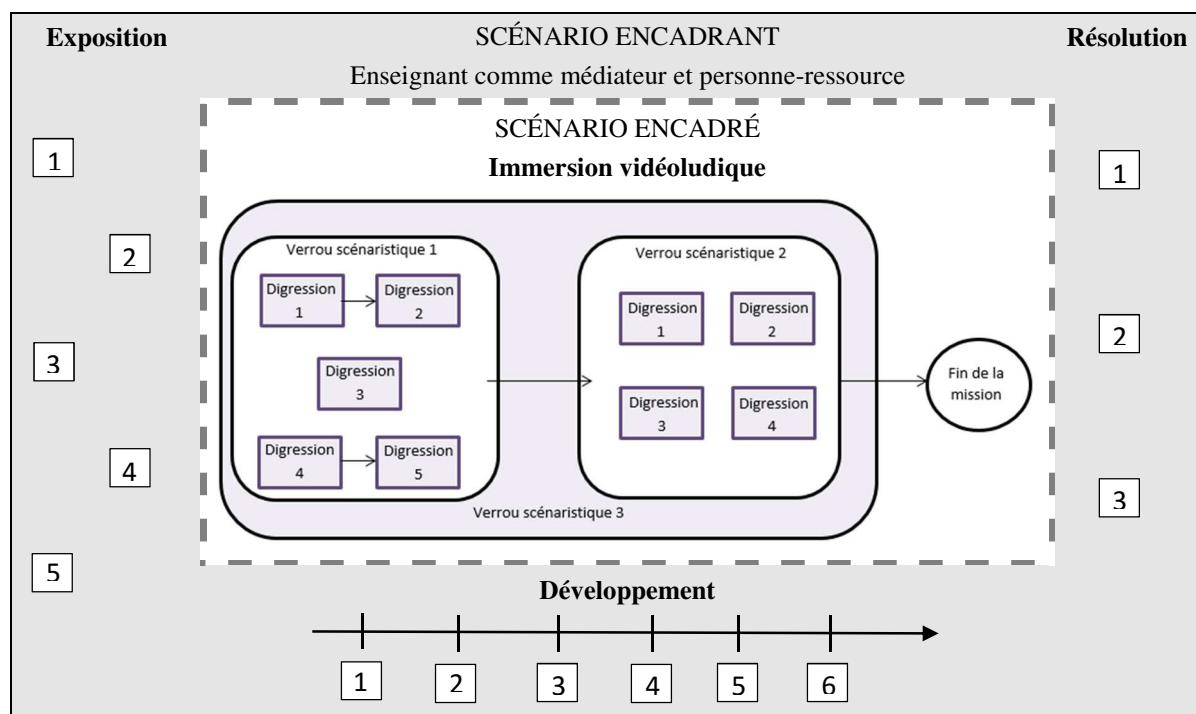 Exposition
SCÉNARIO ENCADRANT
Résolution
Enseignant comme médiateur et personne-ressource
SCÉNARIO ENCADRÉ
Immersion vidéoludique
1
2
3
4
5
Verrou scénaristique 1
Digression
1
Digression
2
Digression
3
Digression
4
Digression
5
Verrou scénaristique 2
Digression
1
Digression
2
Digression
3
Digression
4
Verrou scénaristique 3
Fin de la
mission
1
2
3
Développement
1
2
3
4
5
6